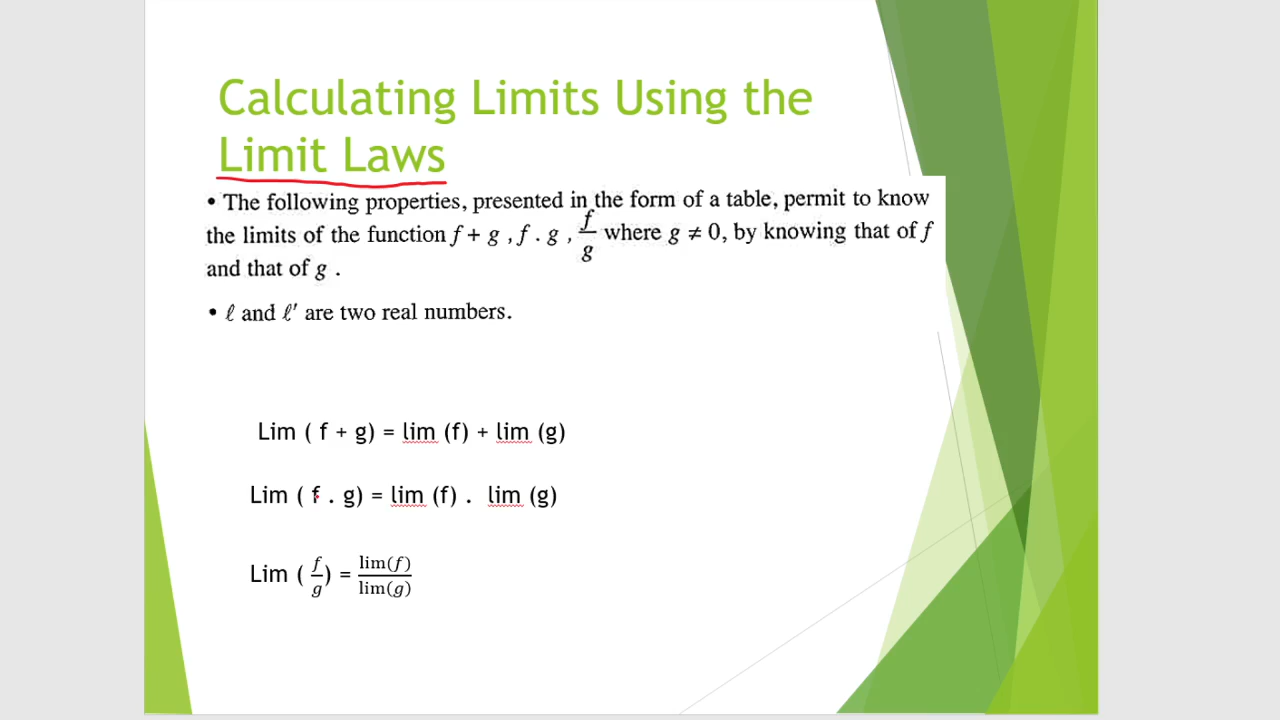 Calculating Limits Using the
Limit Laws
• The following properties, presented in the form of a table, permit to know
the limits of the function f + g , f . g , f/g where g ≠ 0, by knowing that of f
and that of g .
• ℓ and ℓ′ are two real numbers.
Lim ( f + g) = lim (f) + lim (g)
Lim ( f . g) = lim (f) . lim (g)
Lim ( f/g ) = lim(f)/lim(g)